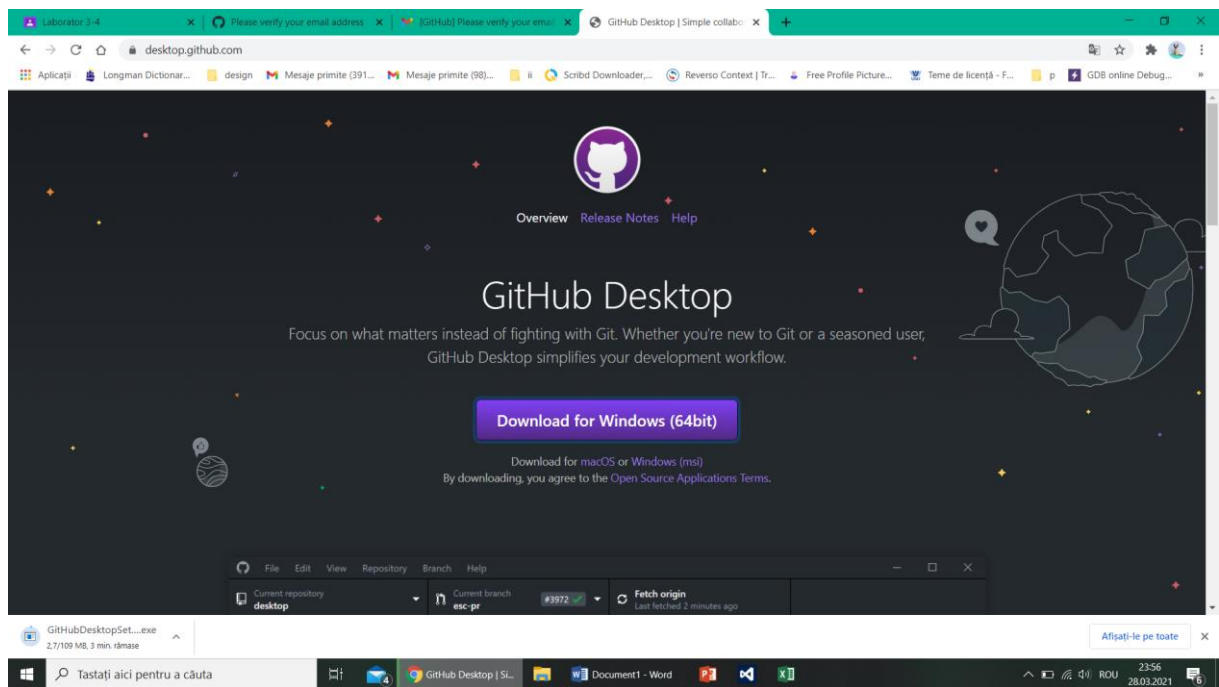 Laborator 3-4
Please verify your email address
[GitHub] Please verify your emai
GitHub Desktop | Simple collabo
desktop.github.com
Aplicații
Longman Dictionar...
design
Mesaje primite (391...
Mesaje primite (98)...
ii
Scribd Downloader,...
Reverso Context | Tr...
Free Profile Picture...
Teme de licență - F...
p
GDB online Debug...
»
Overview Release Notes Help
GitHub Desktop
Focus on what matters instead of fighting with Git. Whether you're new to Git or a seasoned user,
GitHub Desktop simplifies your development workflow.
Download for Windows (64bit)
Download for macOS or Windows (msi)
By downloading, you agree to the Open Source Applications Terms.
File Edit View Repository Branch Help
Current repository
desktop
Current branch
esc-pr
#3972
Fetch origin
Last fetched 2 minutes ago
GitHubDesktopSet....exe
2,7/109 MB, 3 min. rămase
Afișați-le pe toate
Tastați aici pentru a căuta
4
GitHub Desktop | Si...
Document1 - Word
ROU
23:56
28.03.2021
6